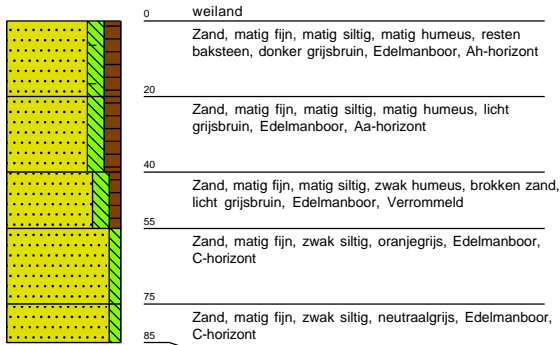 0
weiland
Zand, matig fijn, matig siltig, matig humeus, resten
baksteen, donker grijsbruin, Edelmanboor, Ah-horizont
20
Zand, matig fijn, matig siltig, matig humeus, licht
grijsbruin, Edelmanboor, Aa-horizont
40
Zand, matig fijn, matig siltig, zwak humeus, brokken zand,
licht grijsbruin, Edelmanboor, Verrommeld
55
Zand, matig fijn, zwak siltig, oranjegrijs, Edelmanboor,
C-horizont
75
Zand, matig fijn, zwak siltig, neutraalgrijs, Edelmanboor,
C-horizont
85